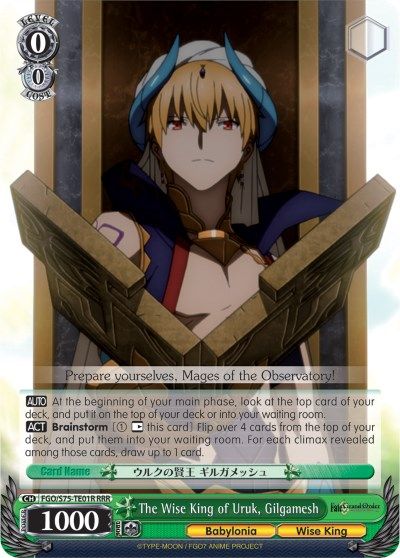 LEVEL
0
0
COST
Prepare yourselves, Mages of the Observatory!
AUTO At the beginning of your main phase, look at the top card of your
deck, and put it on the top of your deck or into your waiting room.
ACT Brainstorm [① this card] Flip over 4 cards from the top of
your deck, and put them into your waiting room. For each climax revealed
among those cards, draw up to 1 card.
Card Name
ウルクの賢王 ギルガメッシュ
CH FGO/S75-TE01R RRR
The Wise King of Uruk, Gilgamesh
Fate/Grand Order
POWER
1000
Babylonia
Wise King
©TYPE-MOON / FGO7 ANIME PROJECT